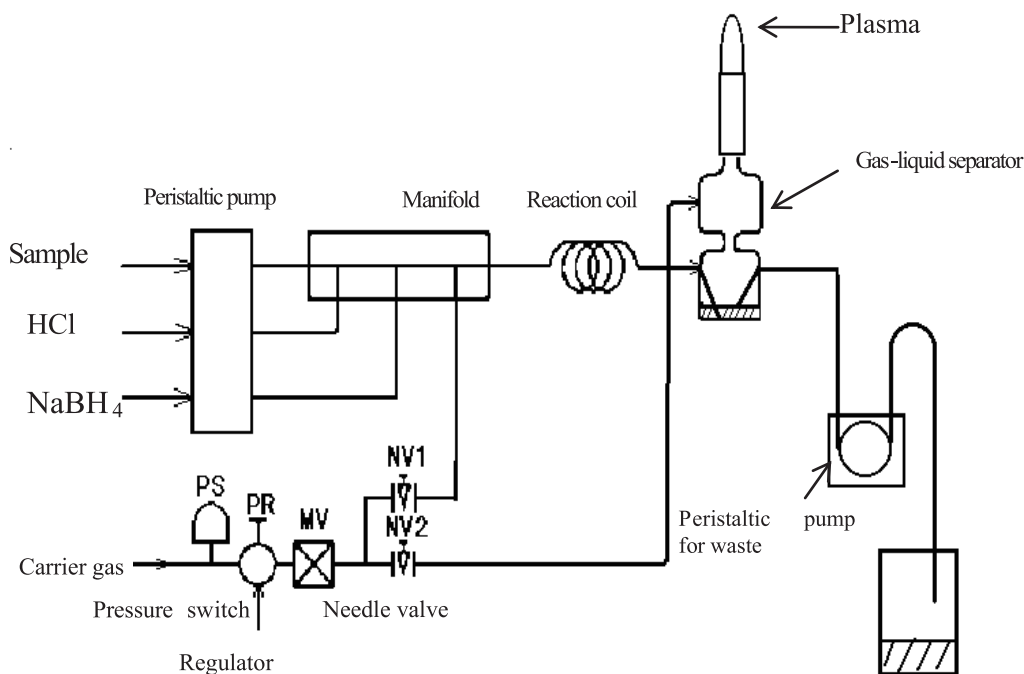 Plasma
Gas-liquid separator
Peristaltic pump
Manifold
Reaction coil
Sample
HCl
NaBH4
NV1
PS
PR
MV
NV2
Peristaltic pump
for waste
Carrier gas
Pressure switch
Needle valve
Regulator